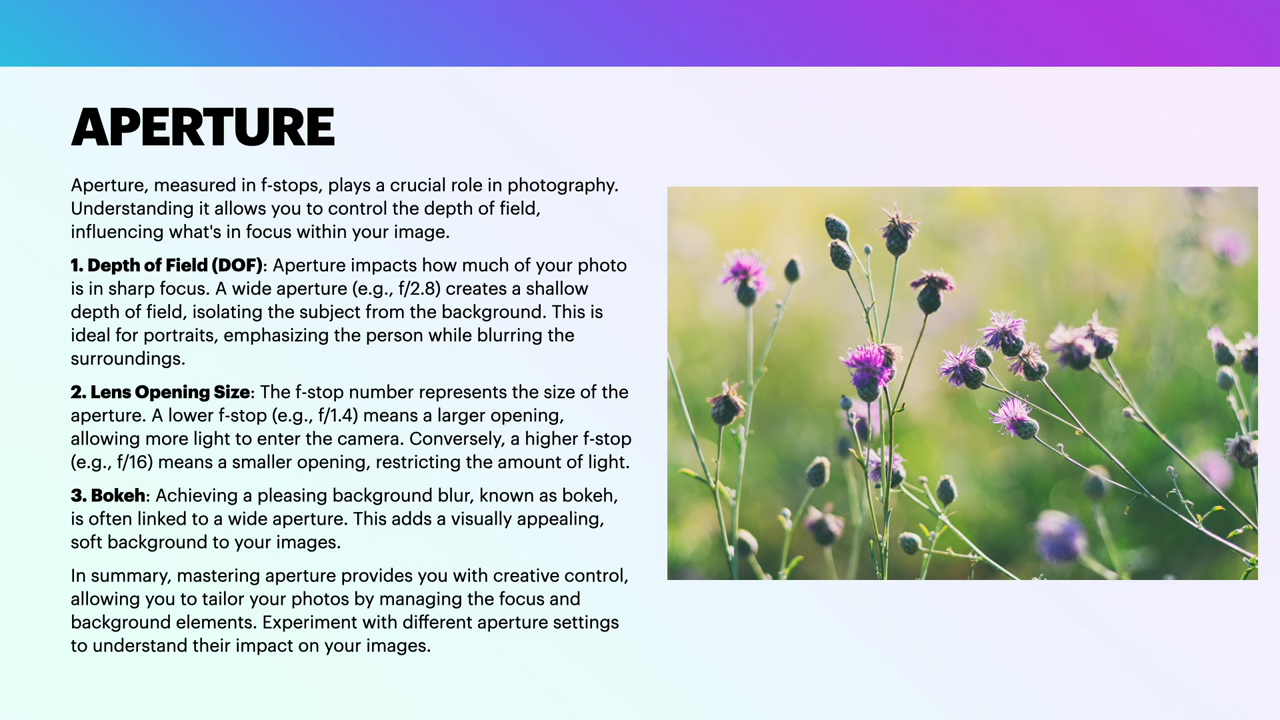 APERTURE
Aperture, measured in f-stops, plays a crucial role in photography.
Understanding it allows you to control the depth of field,
influencing what's in focus within your image.
1. Depth of Field (DOF): Aperture impacts how much of your photo
is in sharp focus. A wide aperture (e.g., f/2.8) creates a shallow
depth of field, isolating the subject from the background. This is
ideal for portraits, emphasizing the person while blurring the
surroundings.
2. Lens Opening Size: The f-stop number represents the size of the
aperture. A lower f-stop (e.g., f/1.4) means a larger opening,
allowing more light to enter the camera. Conversely, a higher f-stop
(e.g., f/16) means a smaller opening, restricting the amount of light.
3. Bokeh: Achieving a pleasing background blur, known as bokeh,
is often linked to a wide aperture. This adds a visually appealing,
soft background to your images.
In summary, mastering aperture provides you with creative control,
allowing you to tailor your photos by managing the focus and
background elements. Experiment with different aperture settings
to understand their impact on your images.